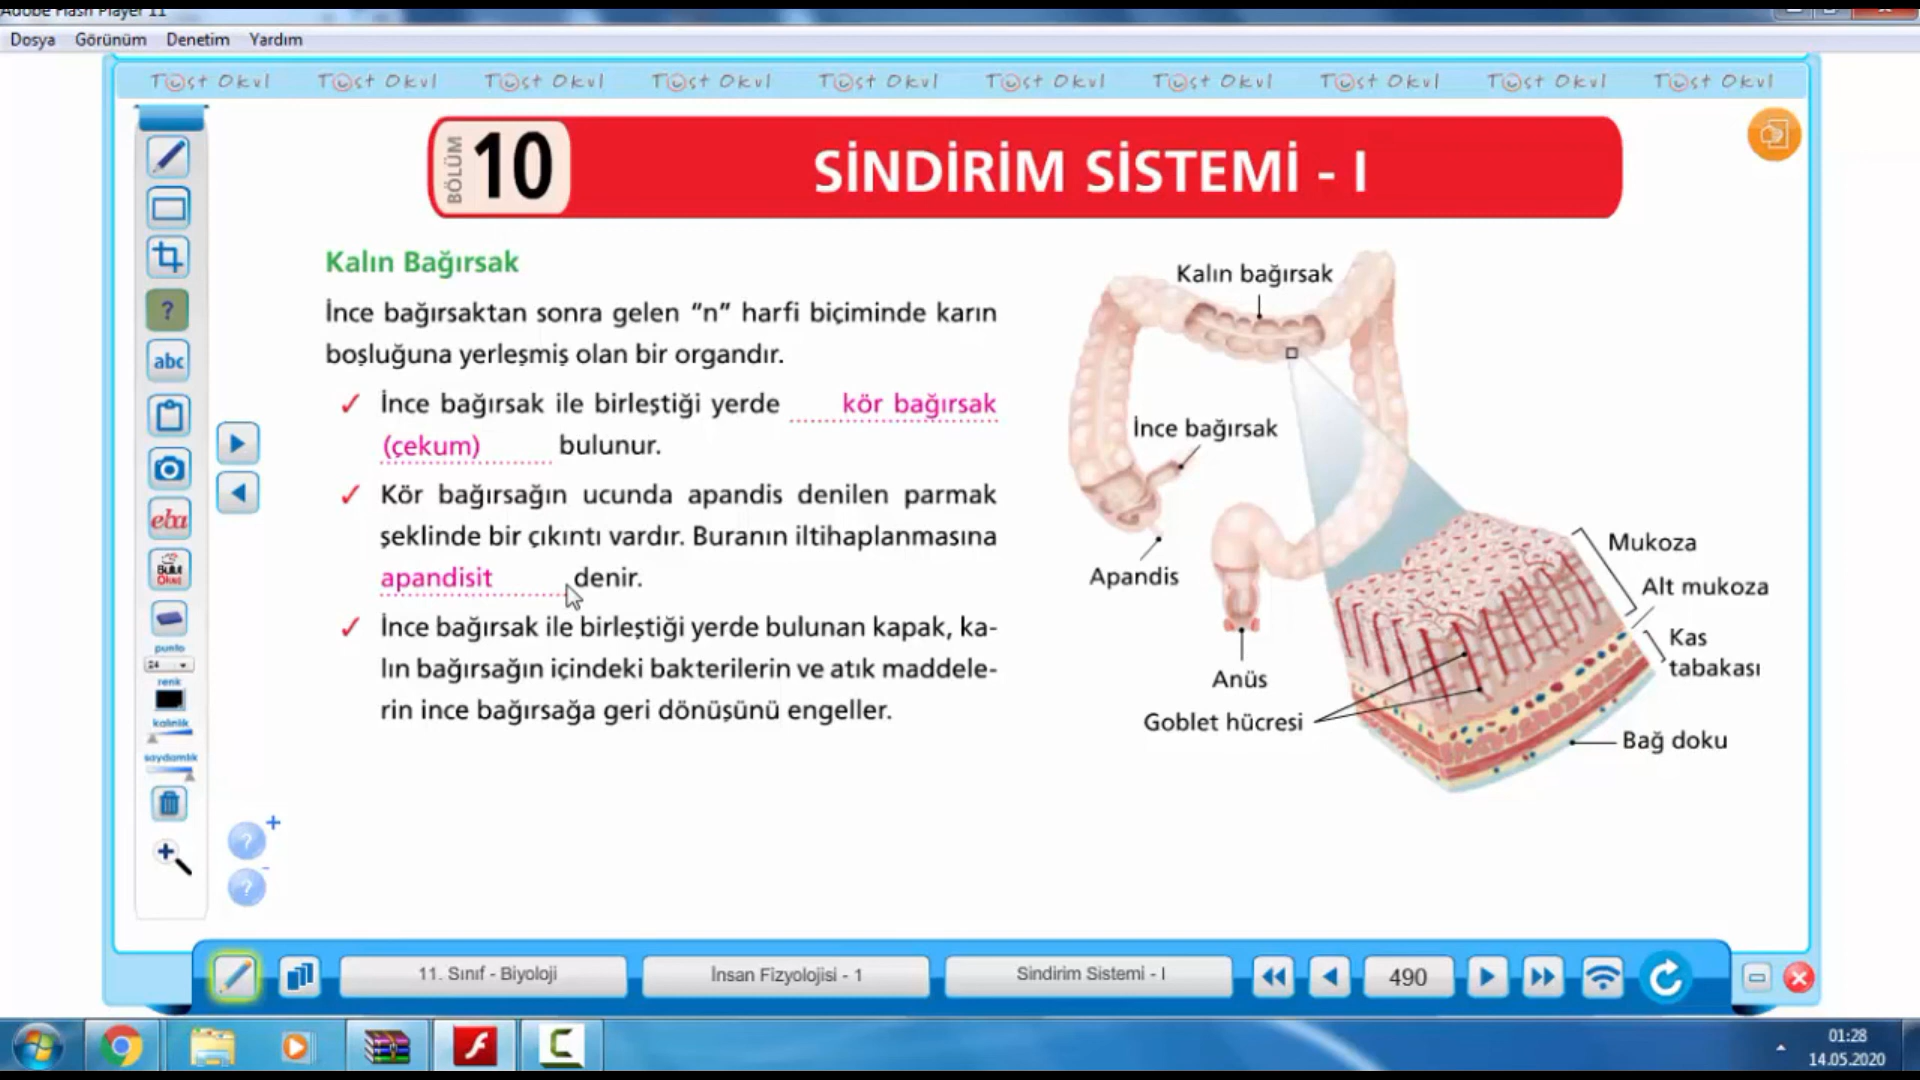 Adobe Flash Player 11
Dosya Görünüm Denetim Yardım
Test Okul Test Okul Test Okul Test Okul Test Okul Test Okul Test Okul Test Okul Test Okul Test Okul
BÖLÜM 10 SİNDİRİM SİSTEMİ - I
Kalın Bağırsak
İnce bağırsaktan sonra gelen “n” harfi biçiminde karın
boşluğuna yerleşmiş olan bir organdır.
✓ İnce bağırsak ile birleştiği yerde kör bağırsak
(çekum) bulunur.
✓ Kör bağırsağın ucunda apandis denilen parmak
şeklinde bir çıkıntı vardır. Buranın iltihaplanmasına
apandisit denir.
✓ İnce bağırsak ile birleştiği yerde bulunan kapak, ka-
lın bağırsağın içindeki bakterilerin ve atık maddele-
rin ince bağırsağa geri dönüşünü engeller.
Kalın bağırsak
İnce bağırsak
Apandis
Anüs
Goblet hücresi
Mukoza
Alt mukoza
Kas
tabakası
Bağ doku
?
abc
eba
Bulut
Okul
punto
24
renk
kalınlık
saydamlık
? +
? -
11. Sınıf - Biyoloji
İnsan Fizyolojisi - 1
Sindirim Sistemi - I
490
01:28
14.05.2020